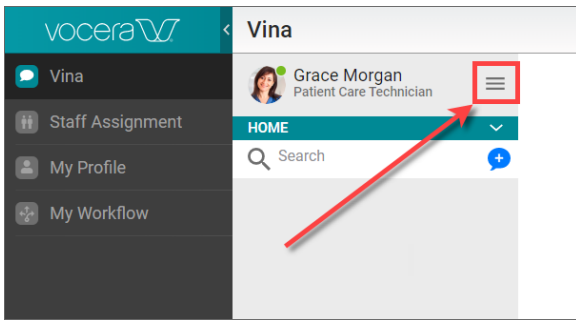 vocera
Vina
Staff Assignment
My Profile
My Workflow
Vina
Grace Morgan
Patient Care Technician
HOME
Search